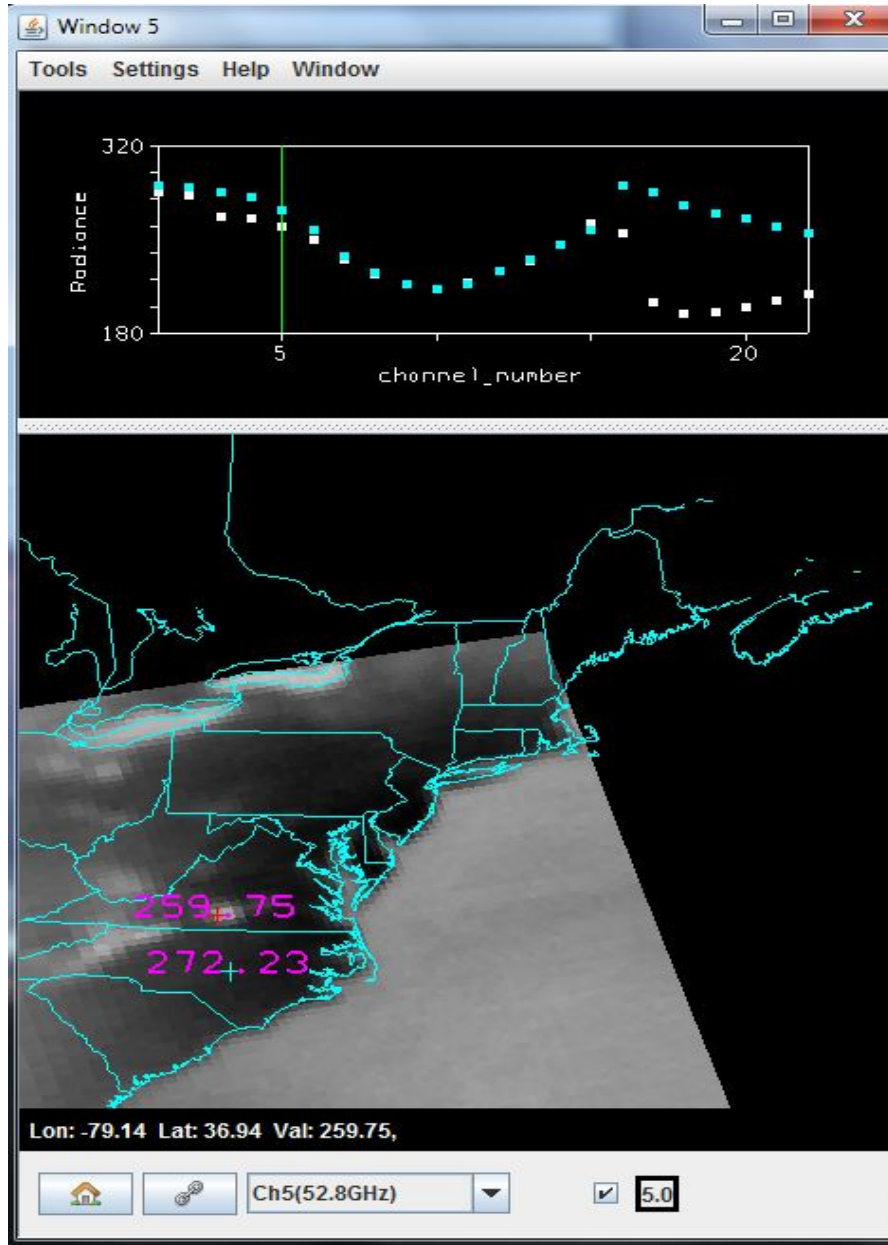 Window 5
Tools Settings Help Window
320
Radiance
180
5
20
channel_number
259.75
272.23
Lon: -79.14 Lat: 36.94 Val: 259.75,
Ch5(52.8GHz)
5.0